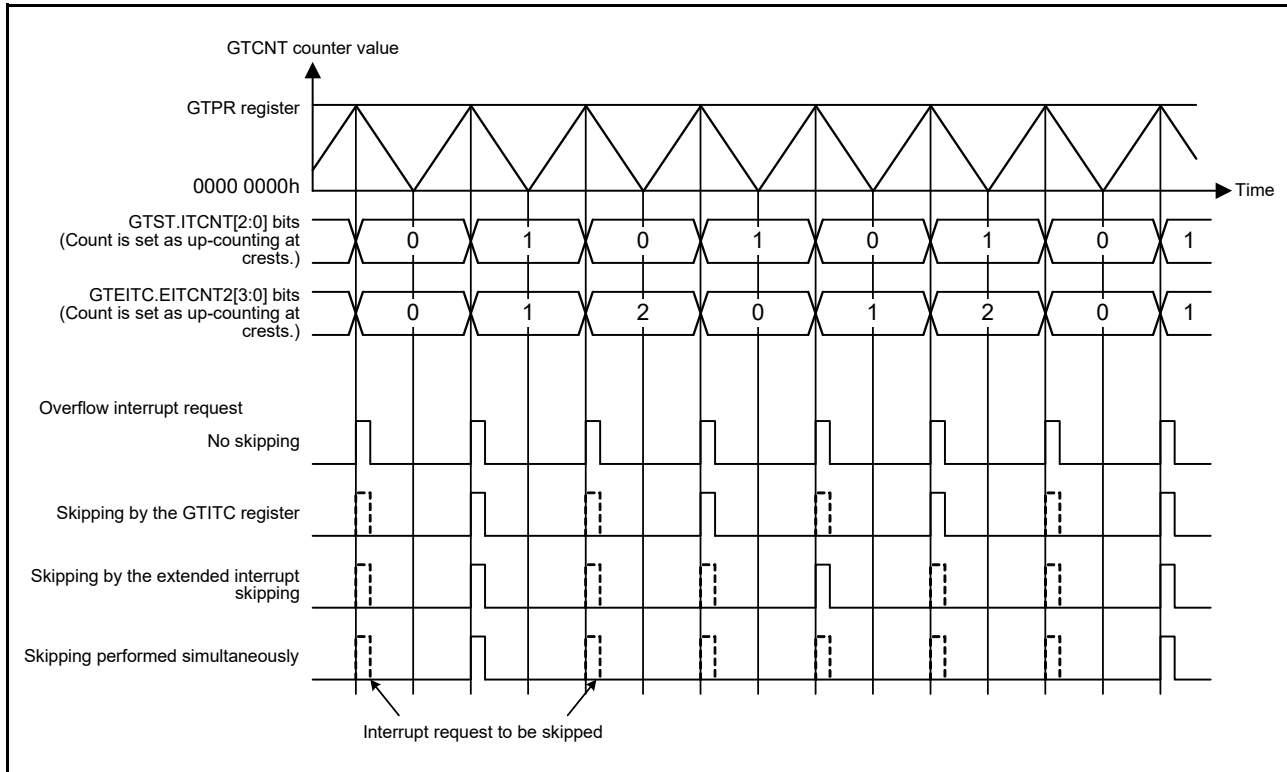 GTCNT counter value
GTPR register
0000 0000h
Time
GTST.ITCNT[2:0] bits
(Count is set as up-counting at
crests.)
0 1 0 1 0 1 0 1
GTEITC.EITCNT2[3:0] bits
(Count is set as up-counting at
crests.)
0 1 2 0 1 2 0 1
Overflow interrupt request
No skipping
Skipping by the GTITC register
Skipping by the extended interrupt
skipping
Skipping performed simultaneously
Interrupt request to be skipped